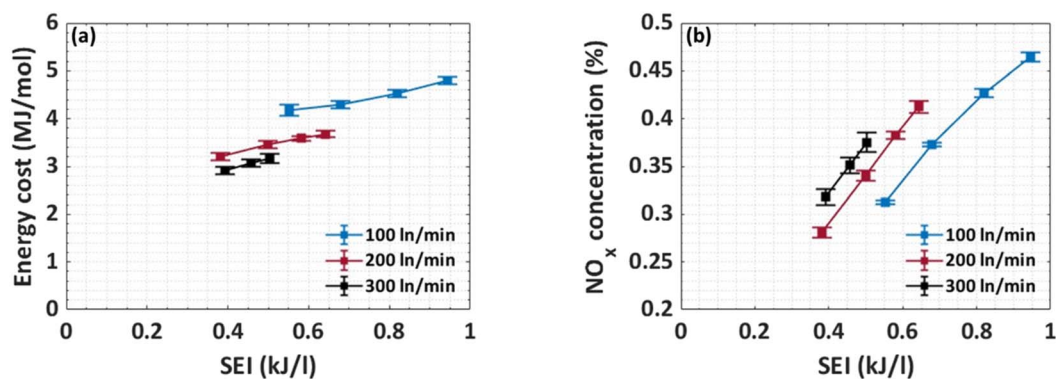 (a)
Energy cost (MJ/mol)
6
5
4
3
2
1
0
0 0.2 0.4 0.6 0.8 1
SEI (kJ/l)
100 ln/min
200 ln/min
300 ln/min
(b)
NOx concentration (%)
0.5
0.45
0.4
0.35
0.3
0.25
0.2
0 0.2 0.4 0.6 0.8 1
SEI (kJ/l)
100 ln/min
200 ln/min
300 ln/min